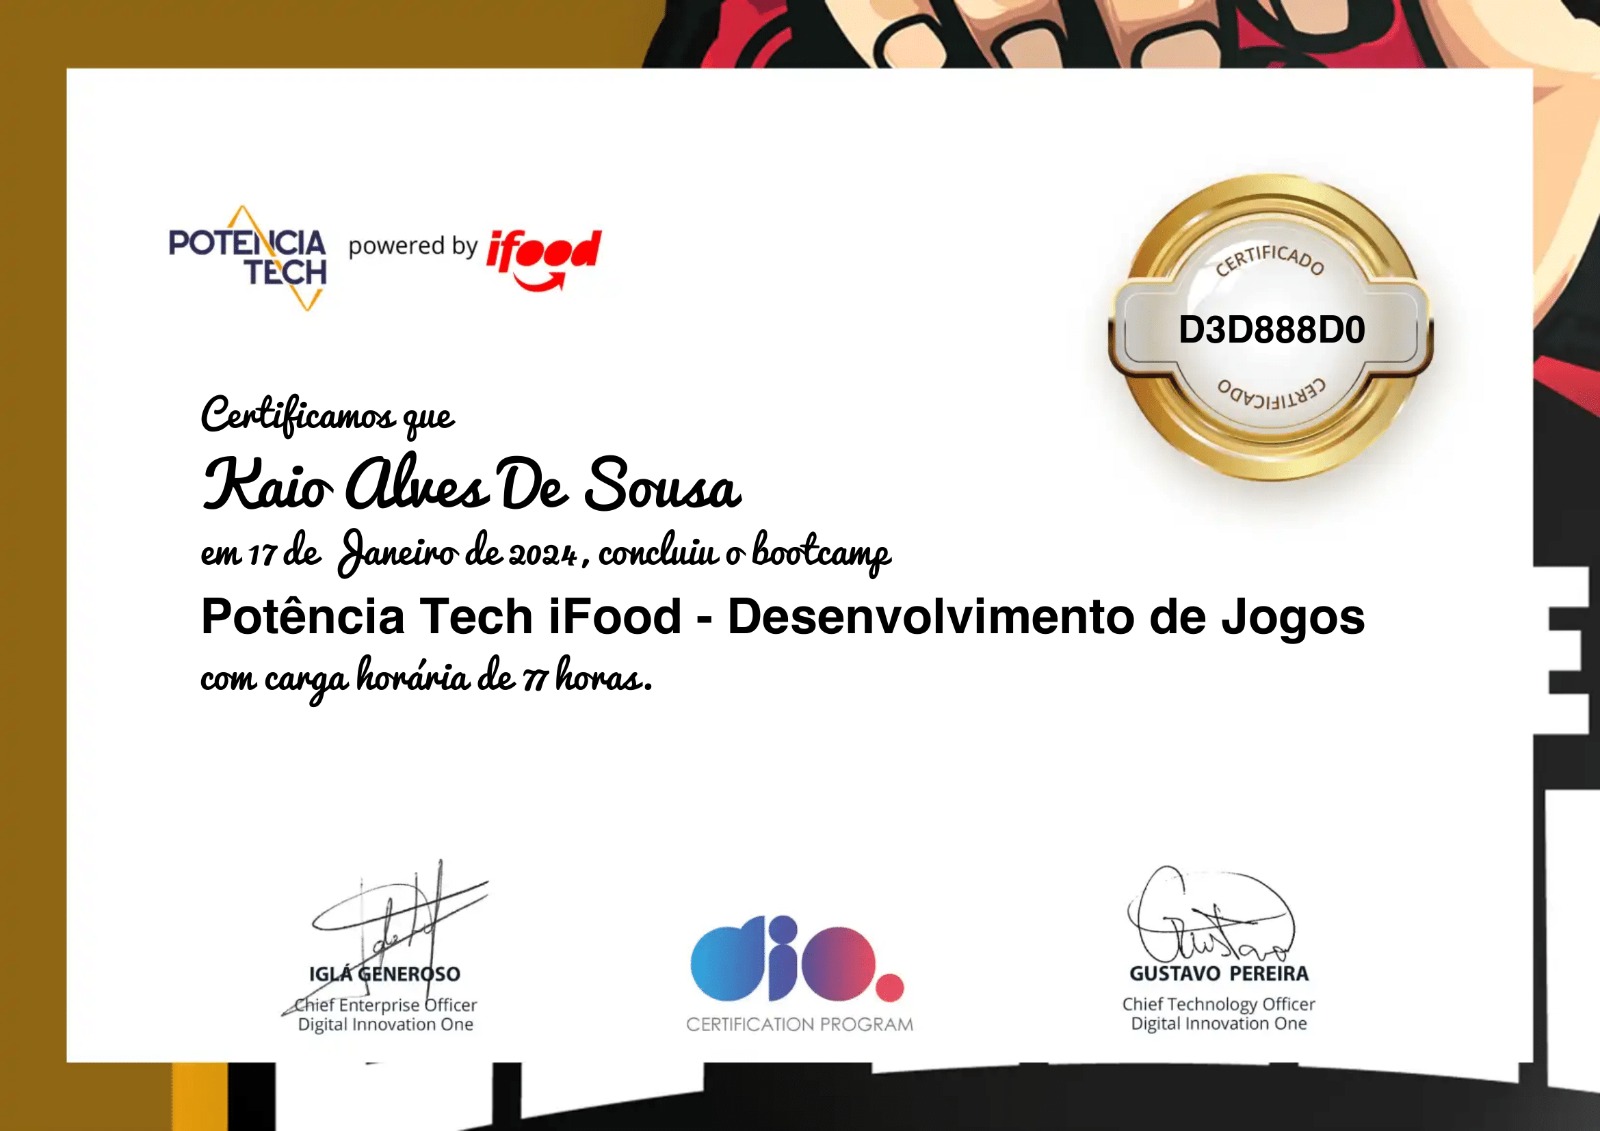 POTENCIA
TECH
powered by ifood
CERTIFICADO
D3D888D0
CERTIFICADO
Certificamos que
Kaio Alves De Sousa
em 17 de Janeiro de 2024, concluiu o bootcamp
Potência Tech iFood - Desenvolvimento de Jogos
com carga horária de 77 horas.
IGLÁ GENEROSO
Chief Enterprise Officer
Digital Innovation One
dio.
CERTIFICATION PROGRAM
Gustavo
GUSTAVO PEREIRA
Chief Technology Officer
Digital Innovation One
E